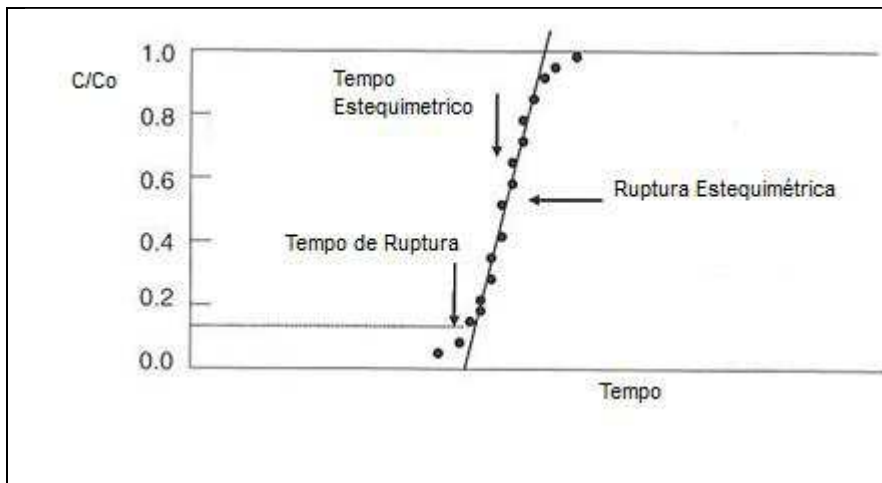 1.0
C/Co
Tempo
Estequimetrico
0.8
0.6
Ruptura Estequimétrica
0.4
Tempo de Ruptura
0.2
0.0
Tempo